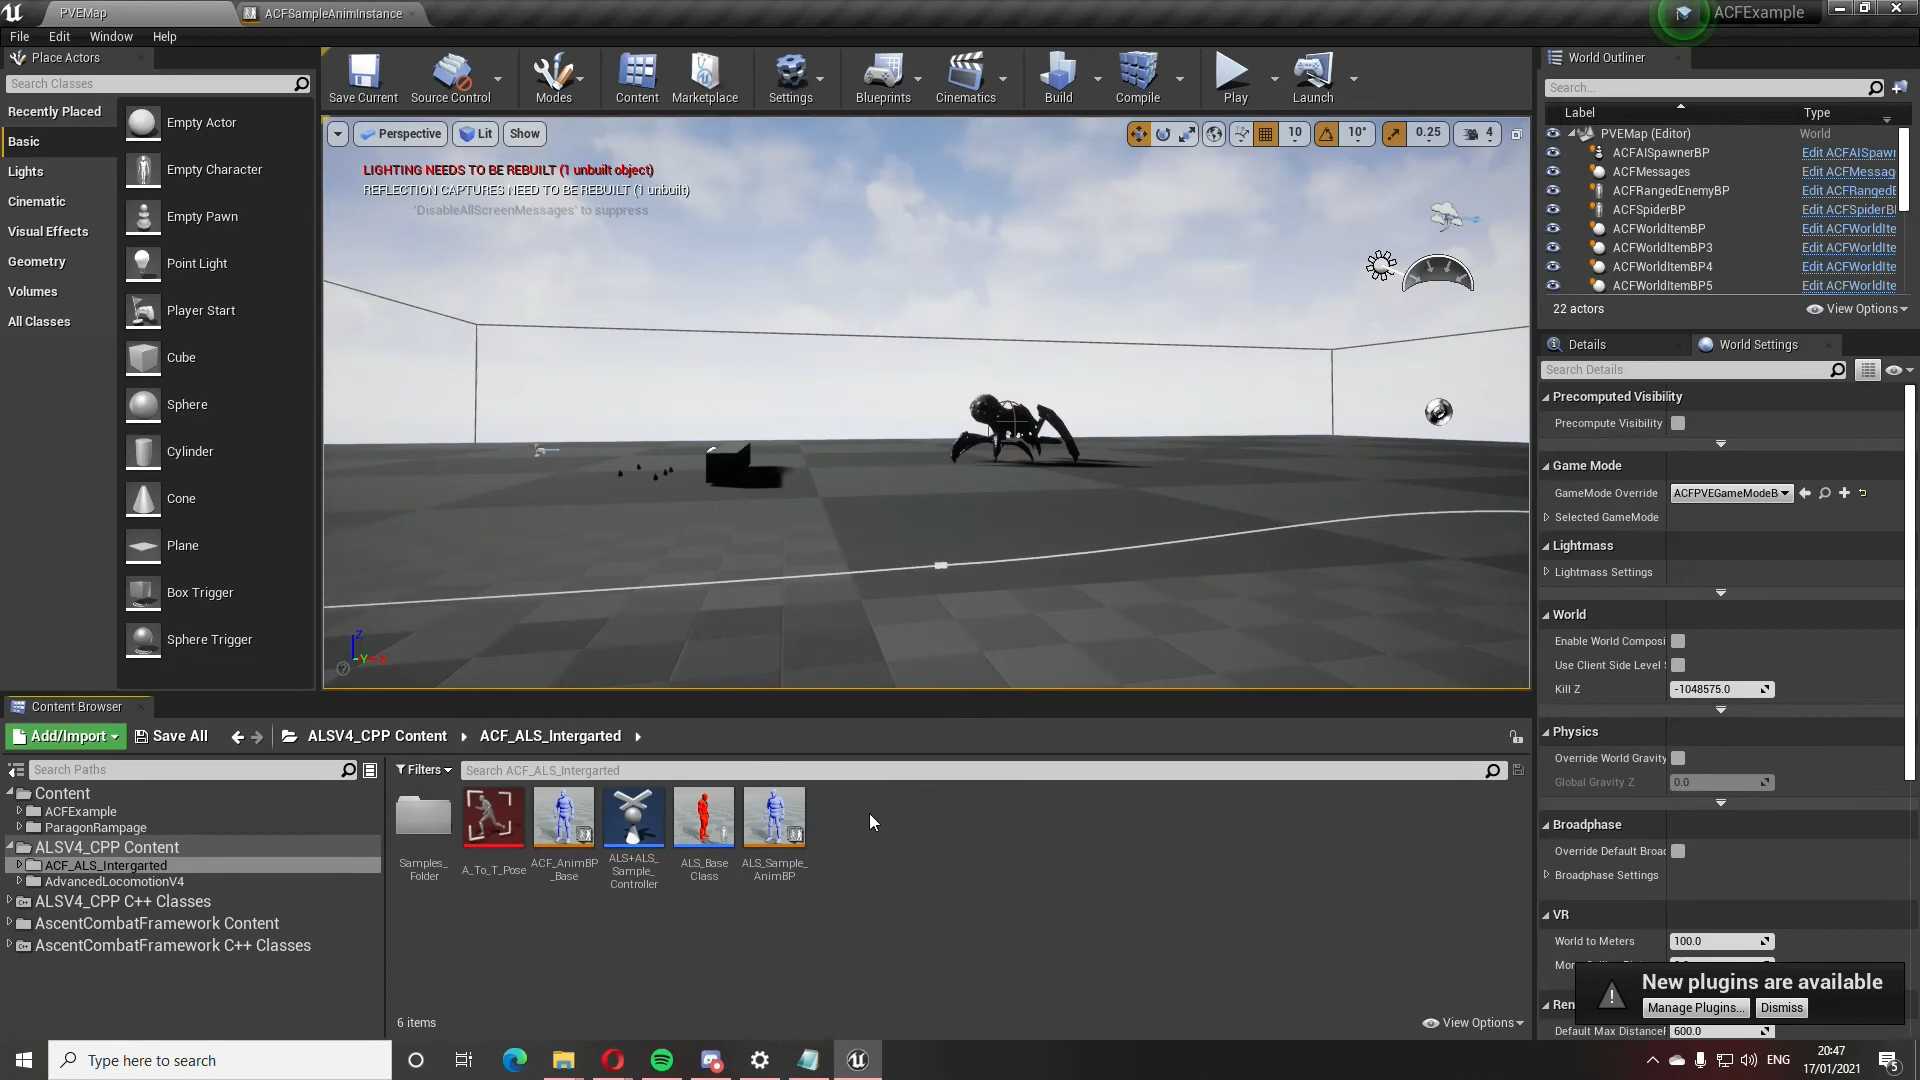 PVEMap
ACFSampleAnimInstance
ACFExample
File Edit Window Help
Place Actors
Search Classes
Recently Placed
Basic
Lights
Cinematic
Visual Effects
Geometry
Volumes
All Classes
Empty Actor
Empty Character
Empty Pawn
Point Light
Player Start
Cube
Sphere
Cylinder
Cone
Plane
Box Trigger
Sphere Trigger
Save Current
Source Control
Modes
Content
Marketplace
Settings
Blueprints
Cinematics
Build
Compile
Play
Launch
Perspective Lit Show
10 10° 0.25 4
LIGHTING NEEDS TO BE REBUILT (1 unbuilt object)
REFLECTION CAPTURES NEED TO BE REBUILT (1 unbuilt)
'DisableAllScreenMessages' to suppress
Z
Y
World Outliner
Search...
Label Type
PVEMap (Editor) World
ACFAISpawnerBP Edit ACFAISpawn
ACFMessages Edit ACFMessag
ACFRangedEnemyBP Edit ACFRangedE
ACFSpiderBP Edit ACFSpiderB
ACFWorldItemBP Edit ACFWorldIte
ACFWorldItemBP3 Edit ACFWorldIte
ACFWorldItemBP4 Edit ACFWorldIte
ACFWorldItemBP5 Edit ACFWorldIte
22 actors View Options
Details World Settings
Search Details
Precomputed Visibility
Precompute Visibility
Game Mode
GameMode Override ACFPVEGameModeB
Selected GameMode
Lightmass
Lightmass Settings
World
Enable World Composi
Use Client Side Level
Kill Z -1048575.0
Physics
Override World Gravity
Global Gravity Z 0.0
Broadphase
Override Default Broad
Broadphase Settings
VR
World to Meters 100.0
Mon
Ren
Default Max DistanceF 600.0
New plugins are available
Manage Plugins... Dismiss
Content Browser
Add/Import Save All ALSV4_CPP Content ACF_ALS_Intergarted
Search Paths
Filters Search ACF_ALS_Intergarted
Content
ACFExample
ParagonRampage
ALSV4_CPP Content
ACF_ALS_Intergarted
AdvancedLocomotionV4
ALSV4_CPP C++ Classes
AscentCombatFramework Content
AscentCombatFramework C++ Classes
Samples_
Folder
A_To_T_Pose
ACF_AnimBP
_Base
ALS+ALS_
Sample_
Controller
ALS_Base
Class
ALS_Sample_
AnimBP
6 items View Options
Type here to search
ENG
20:47
17/01/2021
5